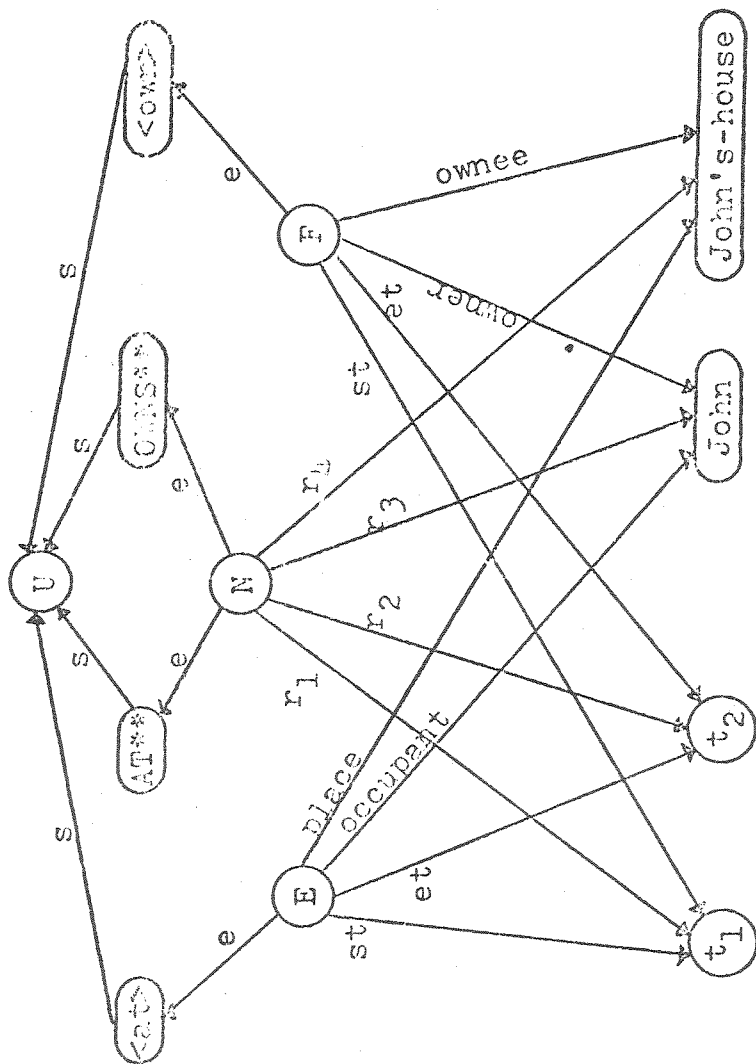 U
s s s s
<at> AT** OWNS** <own>
e e e e
E N F
st et place occupant r1 r2 r3 r4 st et owner ownee
t1 t2 John John's-house